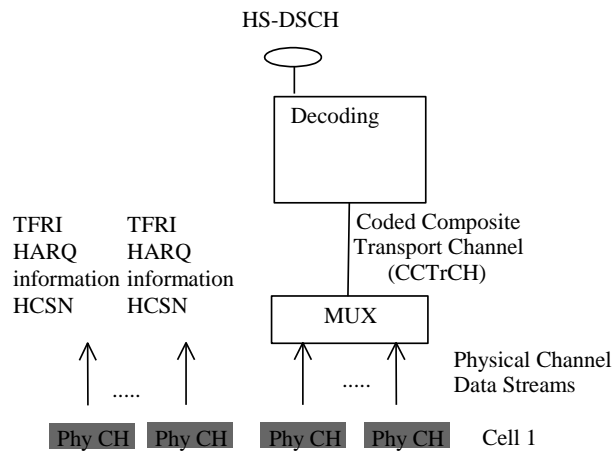 HS-DSCH
Decoding
TFRI
HARQ
information
HCSN
TFRI
HARQ
information
HCSN
Coded Composite
Transport Channel
(CCTrCH)
MUX
Physical Channel
Data Streams
.....
.....
Phy CH
Phy CH
Phy CH
Phy CH
Cell 1